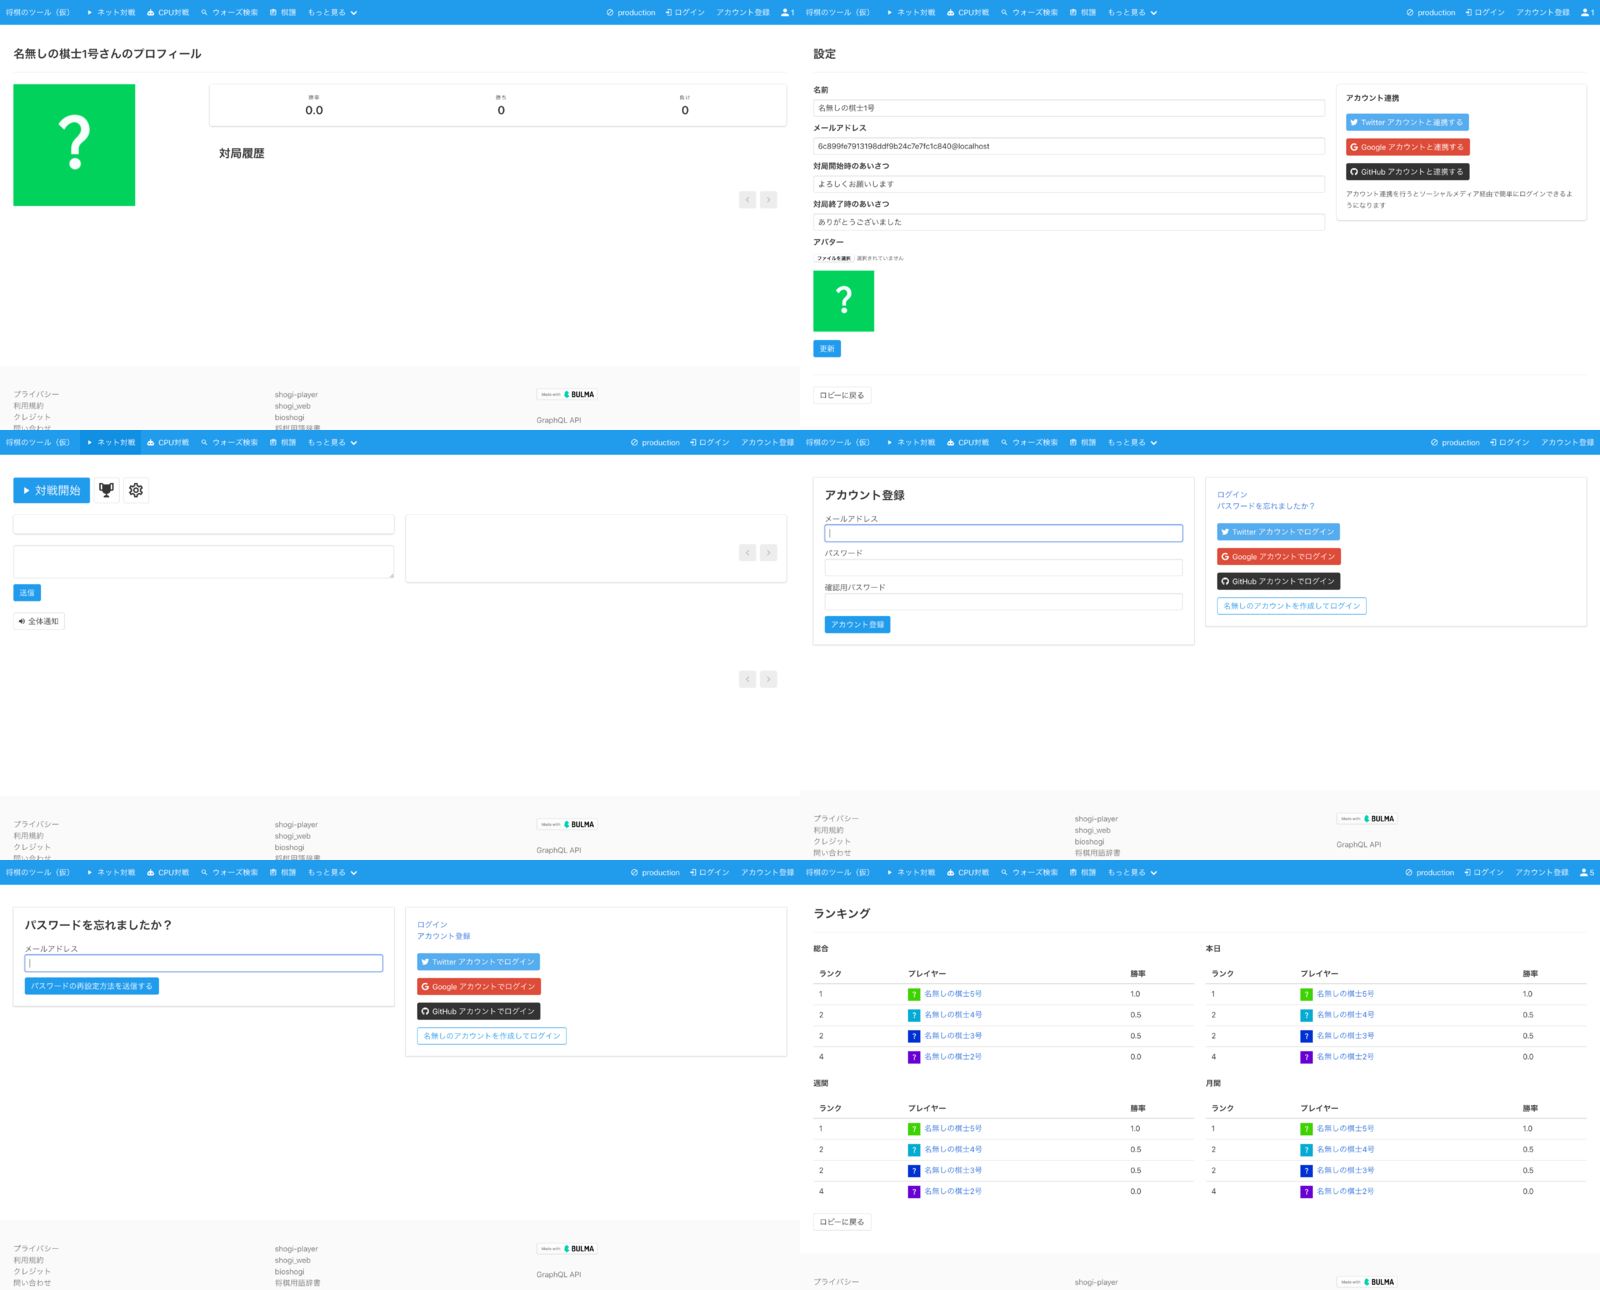 将棋のツール（仮） ネット対戦 CPU対戦 ウォーズ検索 棋譜 もっと見る production ログイン アカウント登録 1
名無しの棋士1号さんのプロフィール
?
勝率 勝ち 負け
0.0 0 0
対局履歴
プライバシー shogi-player Made with BULMA
利用規約 shogi_web
クレジット bioshogi GraphQL API
問い合わせ 将棋用語辞書
将棋のツール（仮） ネット対戦 CPU対戦 ウォーズ検索 棋譜 もっと見る production ログイン アカウント登録 1
設定
名前
名無しの棋士1号
メールアドレス
6c899fe7913198ddf9b24c7e7fc1c840@localhost
対局開始時のあいさつ
よろしくお願いします
対局終了時のあいさつ
ありがとうございました
アバター
ファイルを選択 選択されていません
?
更新
ロビーに戻る
アカウント連携
Twitter アカウントと連携する
Google アカウントと連携する
GitHub アカウントと連携する
アカウント連携を行うとソーシャルメディア経由で簡単にログインできるよ
うになります
将棋のツール（仮） ネット対戦 CPU対戦 ウォーズ検索 棋譜 もっと見る production ログイン アカウント登録
対戦開始
送信
全体通知
プライバシー shogi-player Made with BULMA
利用規約 shogi_web
クレジット bioshogi GraphQL API
問い合わせ 将棋用語辞書
将棋のツール（仮） ネット対戦 CPU対戦 ウォーズ検索 棋譜 もっと見る production ログイン アカウント登録
アカウント登録
メールアドレス
パスワード
確認用パスワード
アカウント登録
ログイン
パスワードを忘れましたか？
Twitter アカウントでログイン
Google アカウントでログイン
GitHub アカウントでログイン
名無しのアカウントを作成してログイン
プライバシー shogi-player Made with BULMA
利用規約 shogi_web
クレジット bioshogi GraphQL API
問い合わせ 将棋用語辞書
将棋のツール（仮） ネット対戦 CPU対戦 ウォーズ検索 棋譜 もっと見る production ログイン アカウント登録
パスワードを忘れましたか？
メールアドレス
パスワードの再設定方法を送信する
ログイン
アカウント登録
Twitter アカウントでログイン
Google アカウントでログイン
GitHub アカウントでログイン
名無しのアカウントを作成してログイン
プライバシー shogi-player Made with BULMA
利用規約 shogi_web
クレジット bioshogi GraphQL API
問い合わせ 将棋用語辞書
将棋のツール（仮） ネット対戦 CPU対戦 ウォーズ検索 棋譜 もっと見る production ログイン アカウント登録 5
ランキング
総合
ランク プレイヤー 勝率
1 ? 名無しの棋士5号 1.0
2 ? 名無しの棋士4号 0.5
2 ? 名無しの棋士3号 0.5
4 ? 名無しの棋士2号 0.0
本日
ランク プレイヤー 勝率
1 ? 名無しの棋士5号 1.0
2 ? 名無しの棋士4号 0.5
2 ? 名無しの棋士3号 0.5
4 ? 名無しの棋士2号 0.0
週間
ランク プレイヤー 勝率
1 ? 名無しの棋士5号 1.0
2 ? 名無しの棋士4号 0.5
2 ? 名無しの棋士3号 0.5
4 ? 名無しの棋士2号 0.0
月間
ランク プレイヤー 勝率
1 ? 名無しの棋士5号 1.0
2 ? 名無しの棋士4号 0.5
2 ? 名無しの棋士3号 0.5
4 ? 名無しの棋士2号 0.0
ロビーに戻る
プライバシー shogi-player Made with BULMA